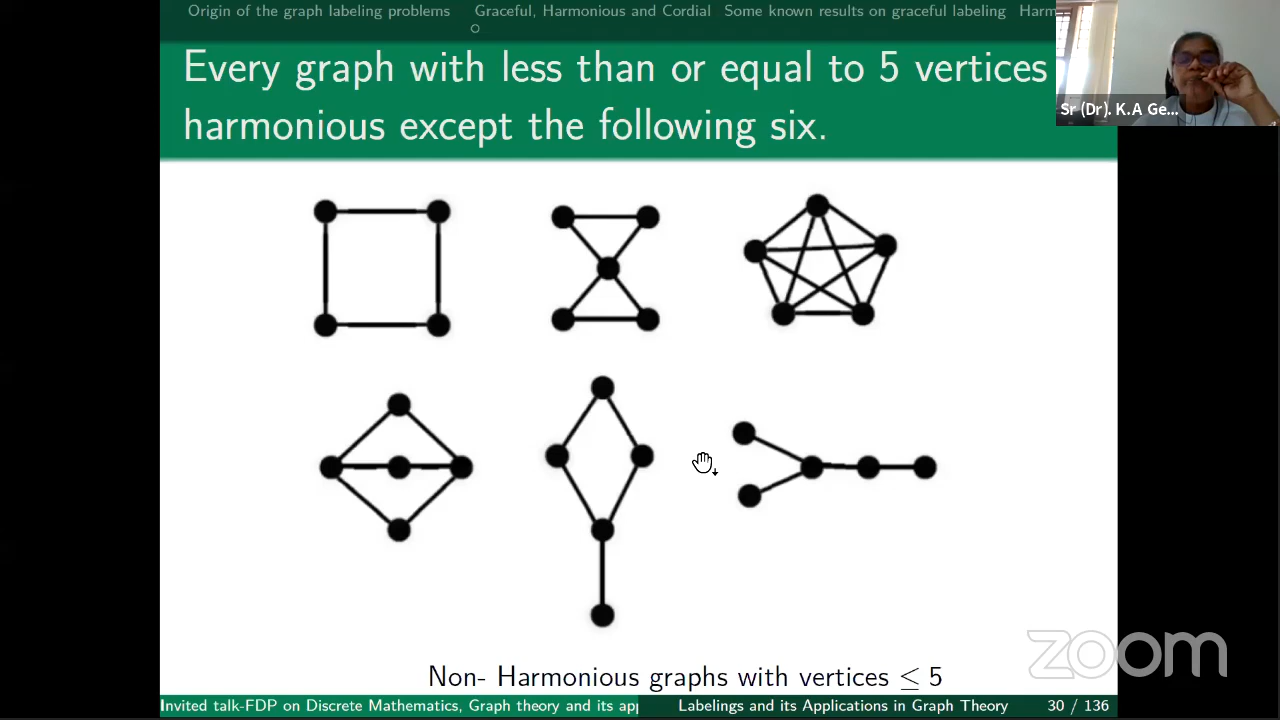 Origin of the graph labeling problems Graceful, Harmonious and Cordial Some known results on graceful labeling
Every graph with less than or equal to 5 vertices
harmonious except the following six.
Sr (Dr). K.A Ge...
Non- Harmonious graphs with vertices ≤ 5
zoom
Invited talk-FDP on Discrete Mathematics, Graph theory and its Labelings and its Applications in Graph Theory 30 / 136